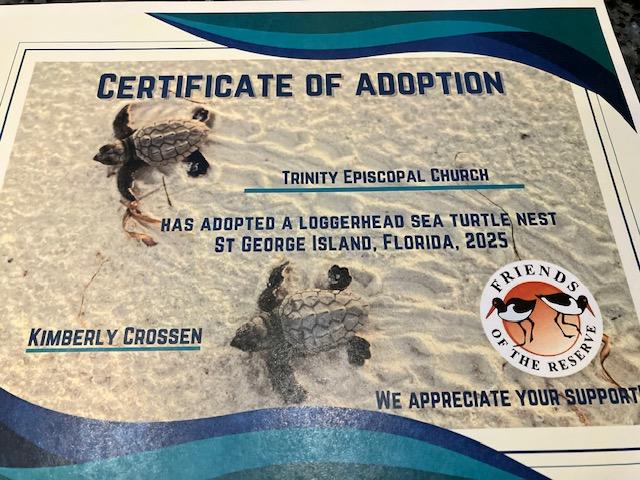 CERTIFICATE OF ADOPTION
TRINITY EPISCOPAL CHURCH
HAS ADOPTED A LOGGERHEAD SEA TURTLE NEST
ST GEORGE ISLAND, FLORIDA, 2025
KIMBERLY CROSSEN
FRIENDS
OF THE RESERVE
WE APPRECIATE YOUR SUPPORT!